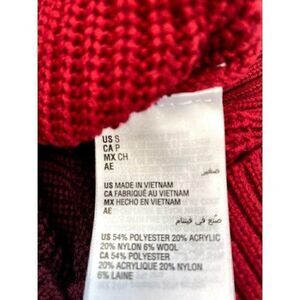 US S
CA P
MX CH
AE
صغير
US MADE IN VIETNAM
CA FABRIQUÉ AU VIETNAM
MX HECHO EN VIETNAM
AE
صنع في فيتنام
US 54% POLYESTER 20% ACRYLIC
20% NYLON 6% WOOL
CA 54% POLYESTER
20% ACRYLIQUE 20% NYLON
6% LAINE